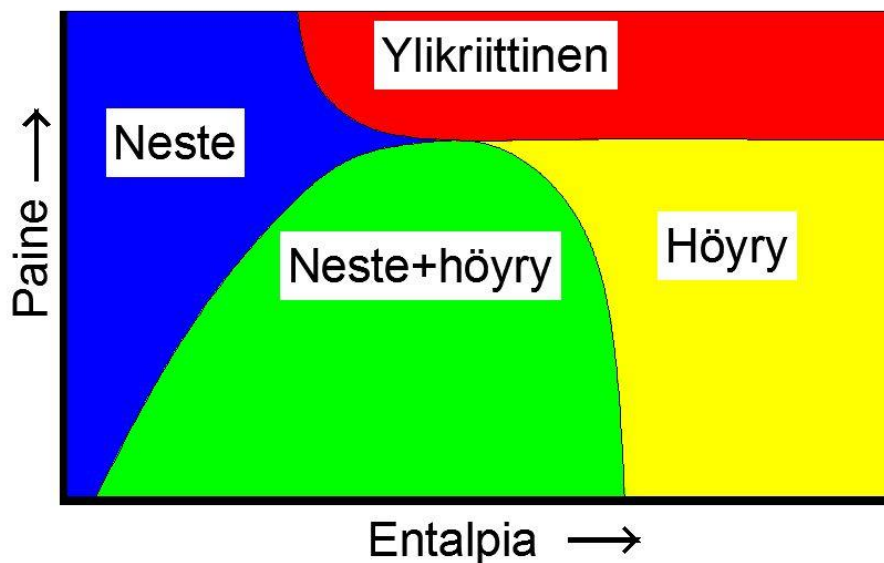 Ylikriittinen
Neste
Neste+höyry
Höyry
Paine
Entalpia